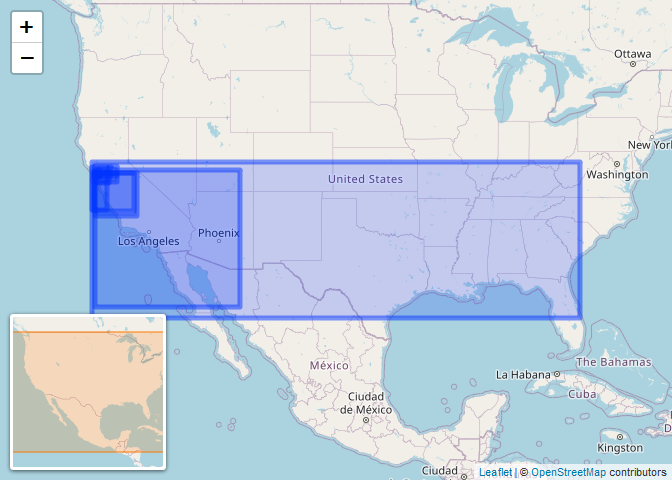 +
−
Ottawa
New York
Washington
United States
Phoenix
Los Angeles
México
La Habana
The Bahamas
Cuba
Ciudad
de México
Kingston
Ciudad
Leaflet | © OpenStreetMap contributors